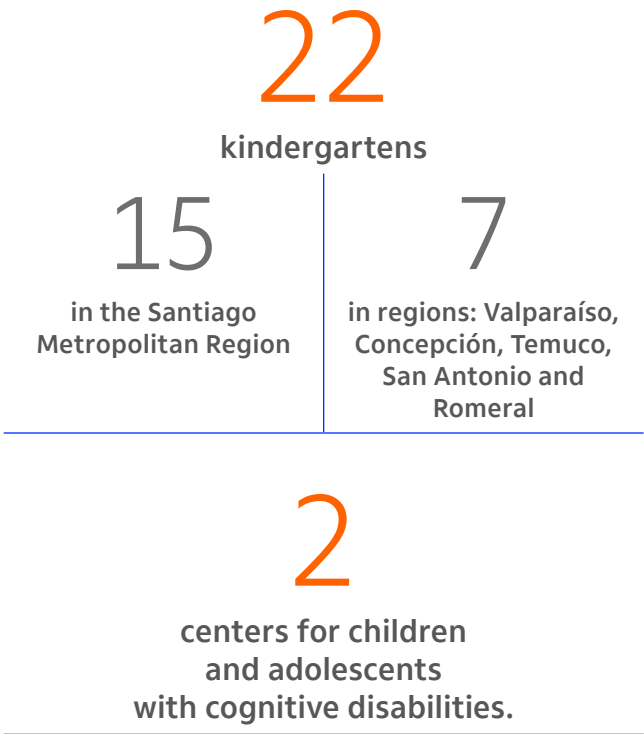 22
kindergartens
15
in the Santiago
Metropolitan Region
7
in regions: Valparaíso,
Concepción, Temuco,
San Antonio and
Romeral
2
centers for children
and adolescents
with cognitive disabilities.